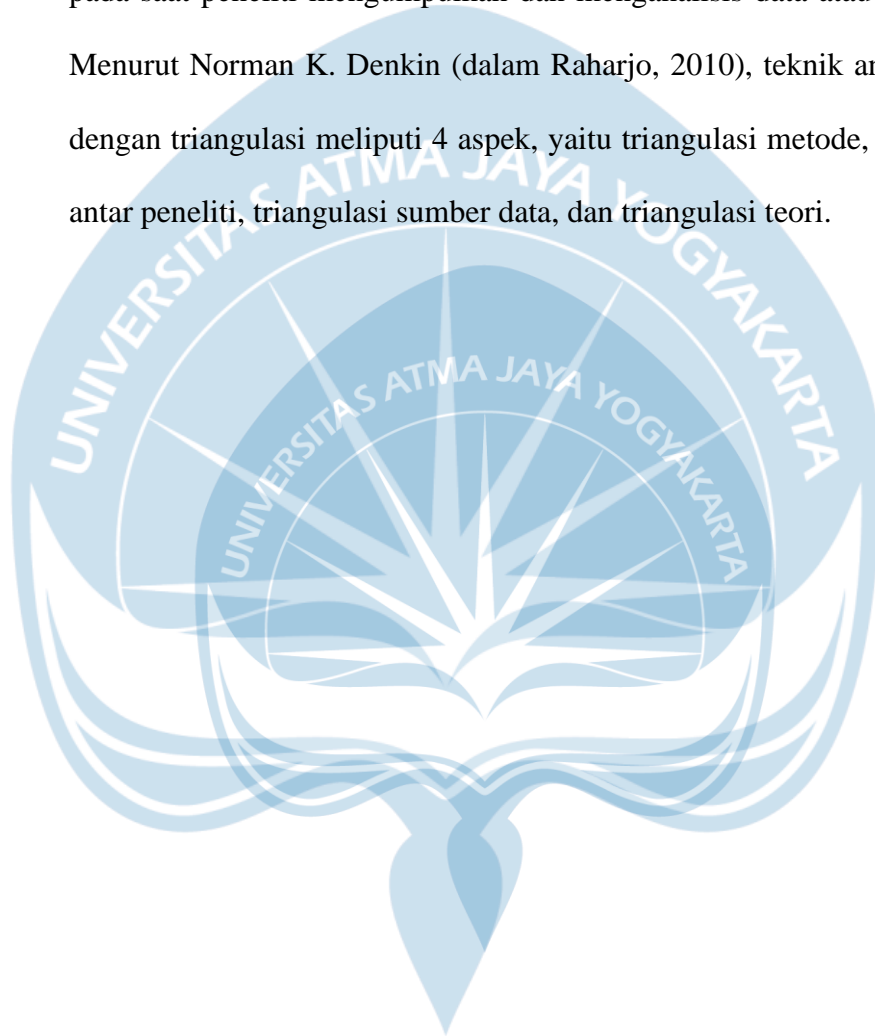 pada saat peneliti mengumpulkan dan menganalisis data atau
Menurut Norman K. Denkin (dalam Raharjo, 2010), teknik
dengan triangulasi meliputi 4 aspek, yaitu triangulasi metode,
antar peneliti, triangulasi sumber data, dan triangulasi teori.
UNIVERSITAS ATMA JAYA YOGYAKARTA
UNIVERSITAS ATMA JAYA YOGYAKARTA